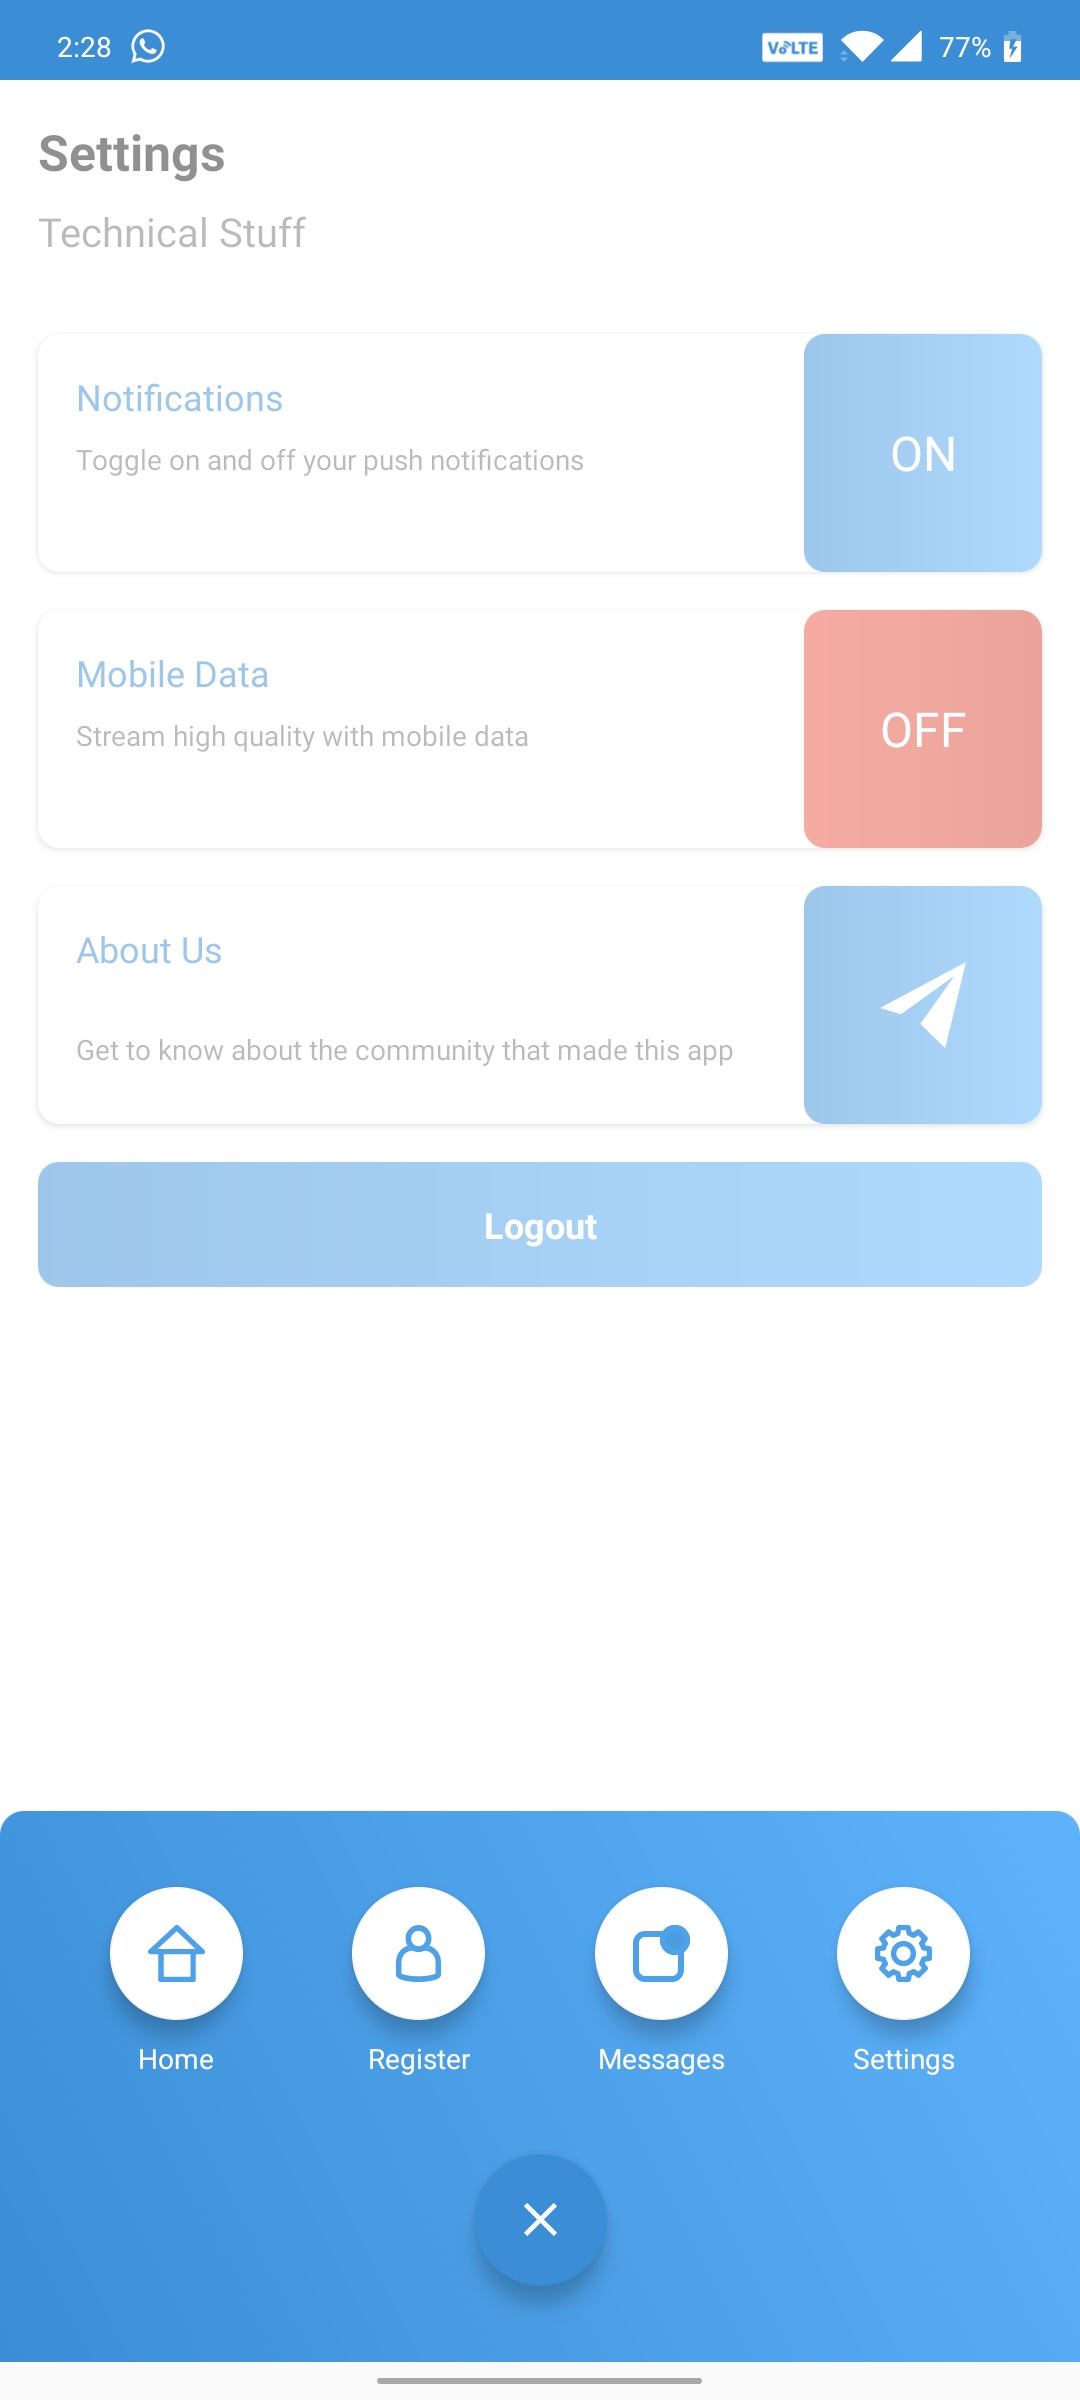 2:28 VoLTE 77%
Settings
Technical Stuff
Notifications
Toggle on and off your push notifications
ON
Mobile Data
Stream high quality with mobile data
OFF
About Us
Get to know about the community that made this app
Logout
Home Register Messages Settings